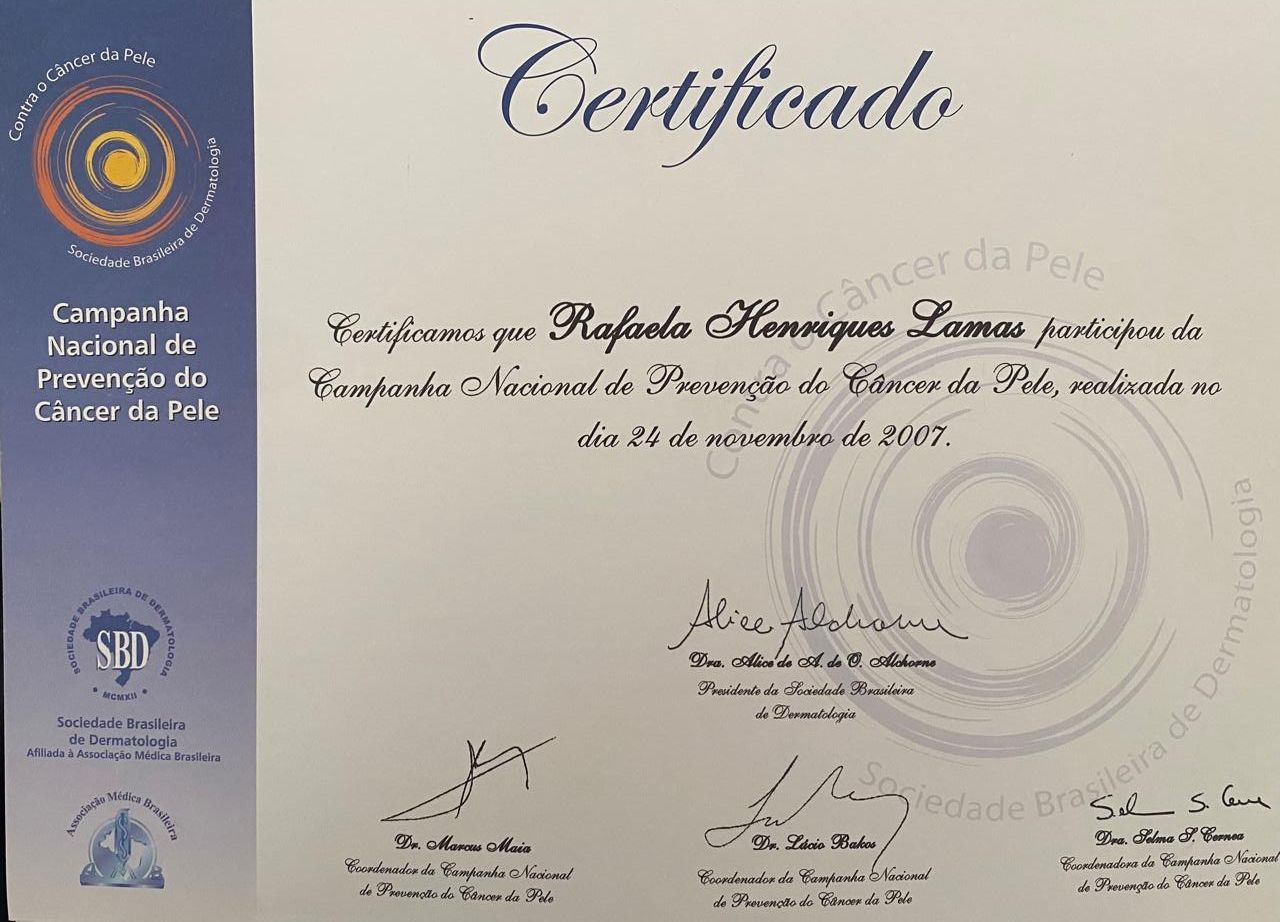 Contra o Câncer da Pele
Sociedade Brasileira de Dermatologia
Campanha
Nacional de
Prevenção do
Câncer da Pele
SOCIEDADE BRASILEIRA DE DERMATOLOGIA
SBD
MCMXII
Sociedade Brasileira
de Dermatologia
Afiliada à Associação Médica Brasileira
Associação Médica Brasileira
Certificado
Contra o Câncer da Pele
Sociedade Brasileira de Dermatologia
Certificamos que Rafaela Henriques Lamas participou da
Campanha Nacional de Prevenção do Câncer da Pele, realizada no
dia 24 de novembro de 2007.
Alice Alchorne
Dra. Alice de A. de O. Alchorne
Presidente da Sociedade Brasileira
de Dermatologia
Dr. Marcus Maia
Coordenador da Campanha Nacional
de Prevenção do Câncer da Pele
Dr. Lúcio Bakos
Coordenador da Campanha Nacional
de Prevenção do Câncer da Pele
Dra. Selma S. Cernea
Coordenadora da Campanha Nacional
de Prevenção do Câncer da Pele